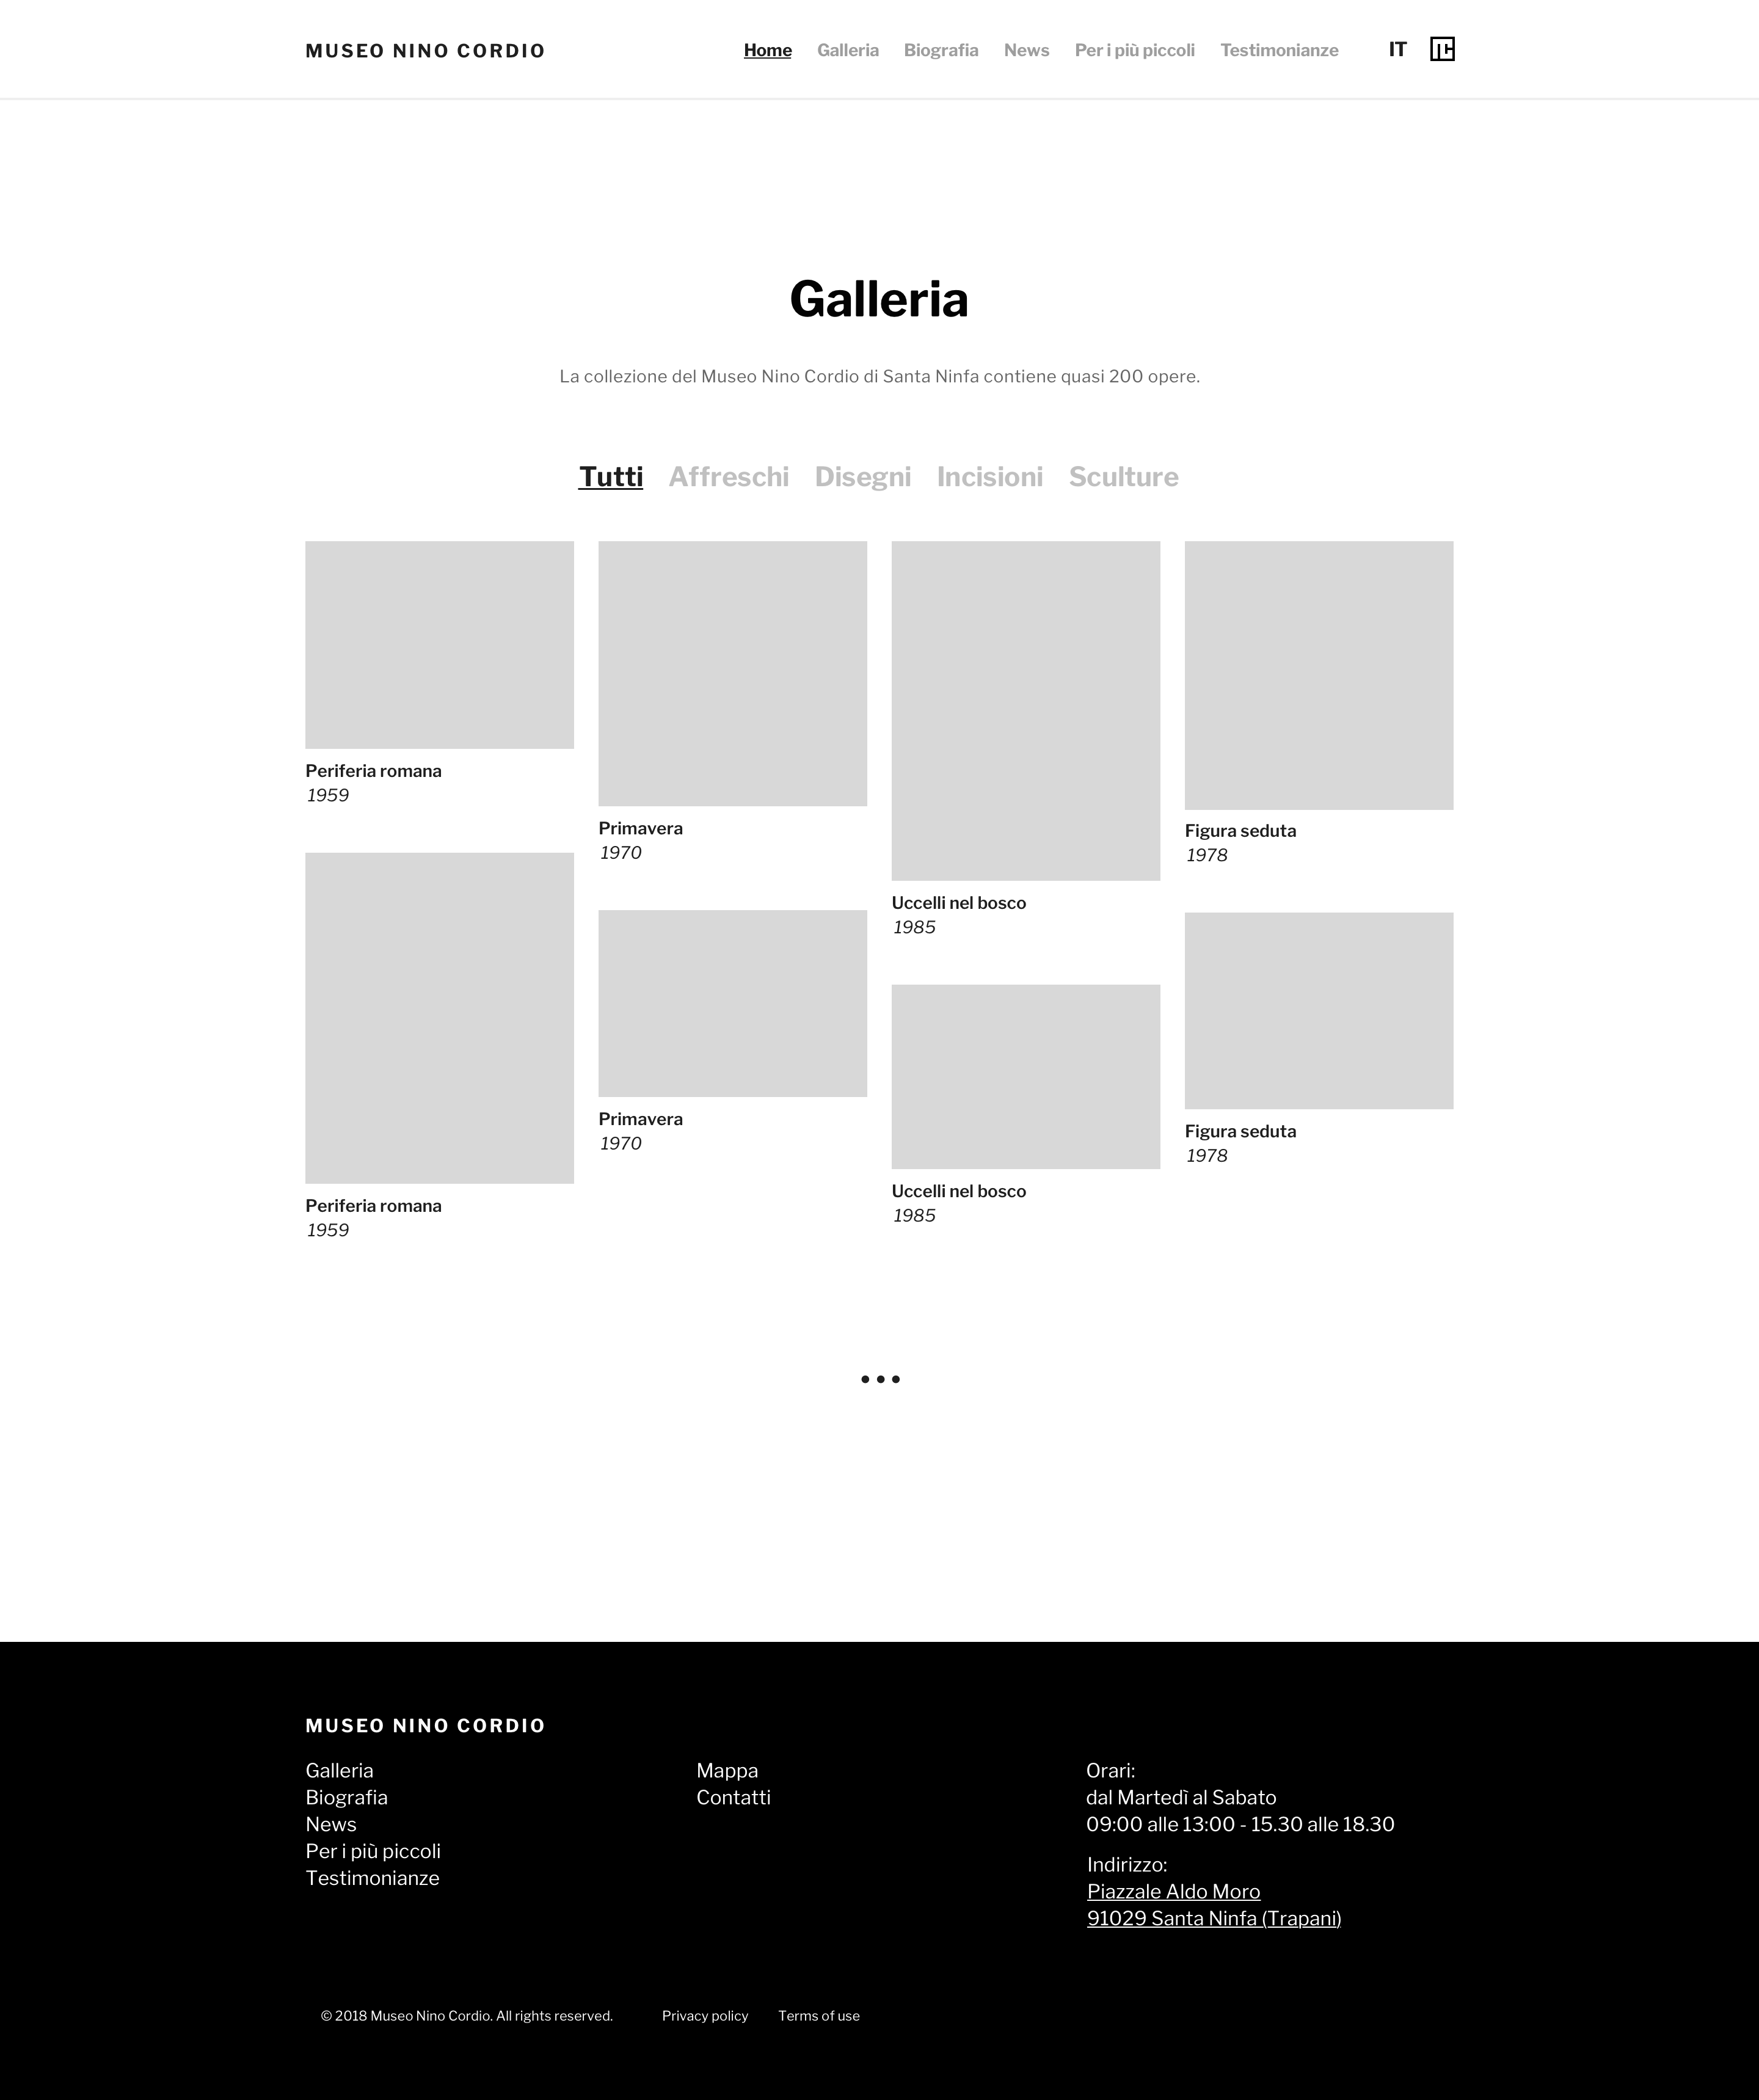 MUSEO NINO CORDIO
Home Galleria Biografia News Per i più piccoli Testimonianze IT
Galleria
La collezione del Museo Nino Cordio di Santa Ninfa contiene quasi 200 opere.
Tutti Affreschi Disegni Incisioni Sculture
Periferia romana
1959
Primavera
1970
Uccelli nel bosco
1985
Figura seduta
1978
Periferia romana
1959
Primavera
1970
Uccelli nel bosco
1985
Figura seduta
1978
MUSEO NINO CORDIO
Galleria
Biografia
News
Per i più piccoli
Testimonianze
Mappa
Contatti
Orari:
dal Martedì al Sabato
09:00 alle 13:00 - 15.30 alle 18.30
Indirizzo:
Piazzale Aldo Moro
91029 Santa Ninfa (Trapani)
© 2018 Museo Nino Cordio. All rights reserved. Privacy policy Terms of use